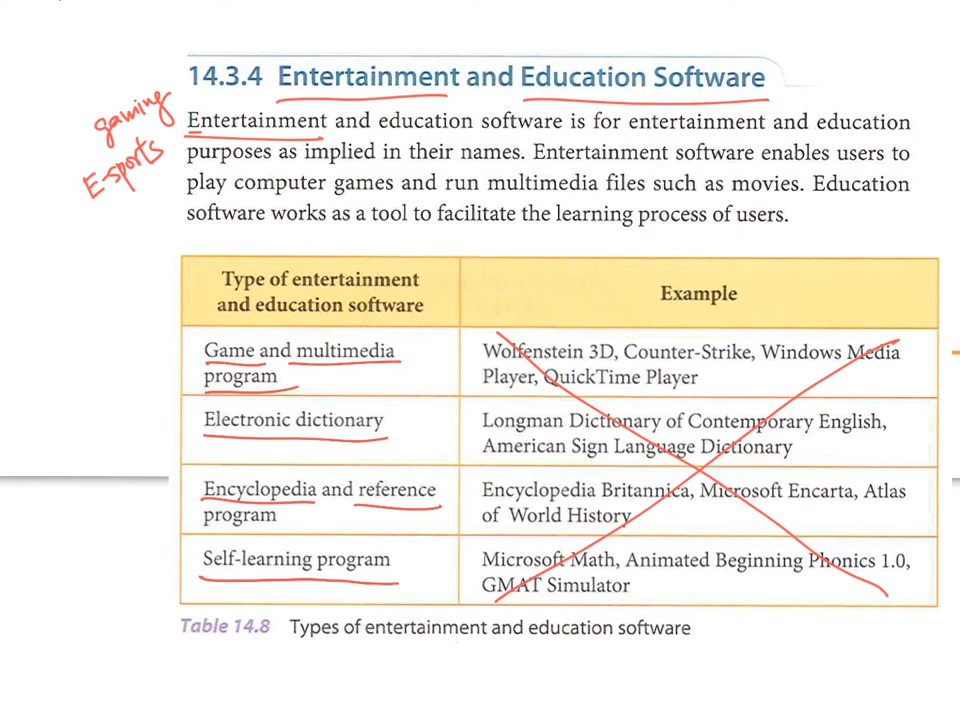 14.3.4 Entertainment and Education Software
gaming
E-sports
Entertainment and education software is for entertainment and education
purposes as implied in their names. Entertainment software enables users to
play computer games and run multimedia files such as movies. Education
software works as a tool to facilitate the learning process of users.
Type of entertainment
and education software
Example
Game and multimedia
program
Wolfenstein 3D, Counter-Strike, Windows Media
Player, QuickTime Player
Electronic dictionary
Longman Dictionary of Contemporary English,
American Sign Language Dictionary
Encyclopedia and reference
program
Encyclopedia Britannica, Microsoft Encarta, Atlas
of World History
Self-learning program
Microsoft Math, Animated Beginning Phonics 1.0,
GMAT Simulator
Table 14.8 Types of entertainment and education software